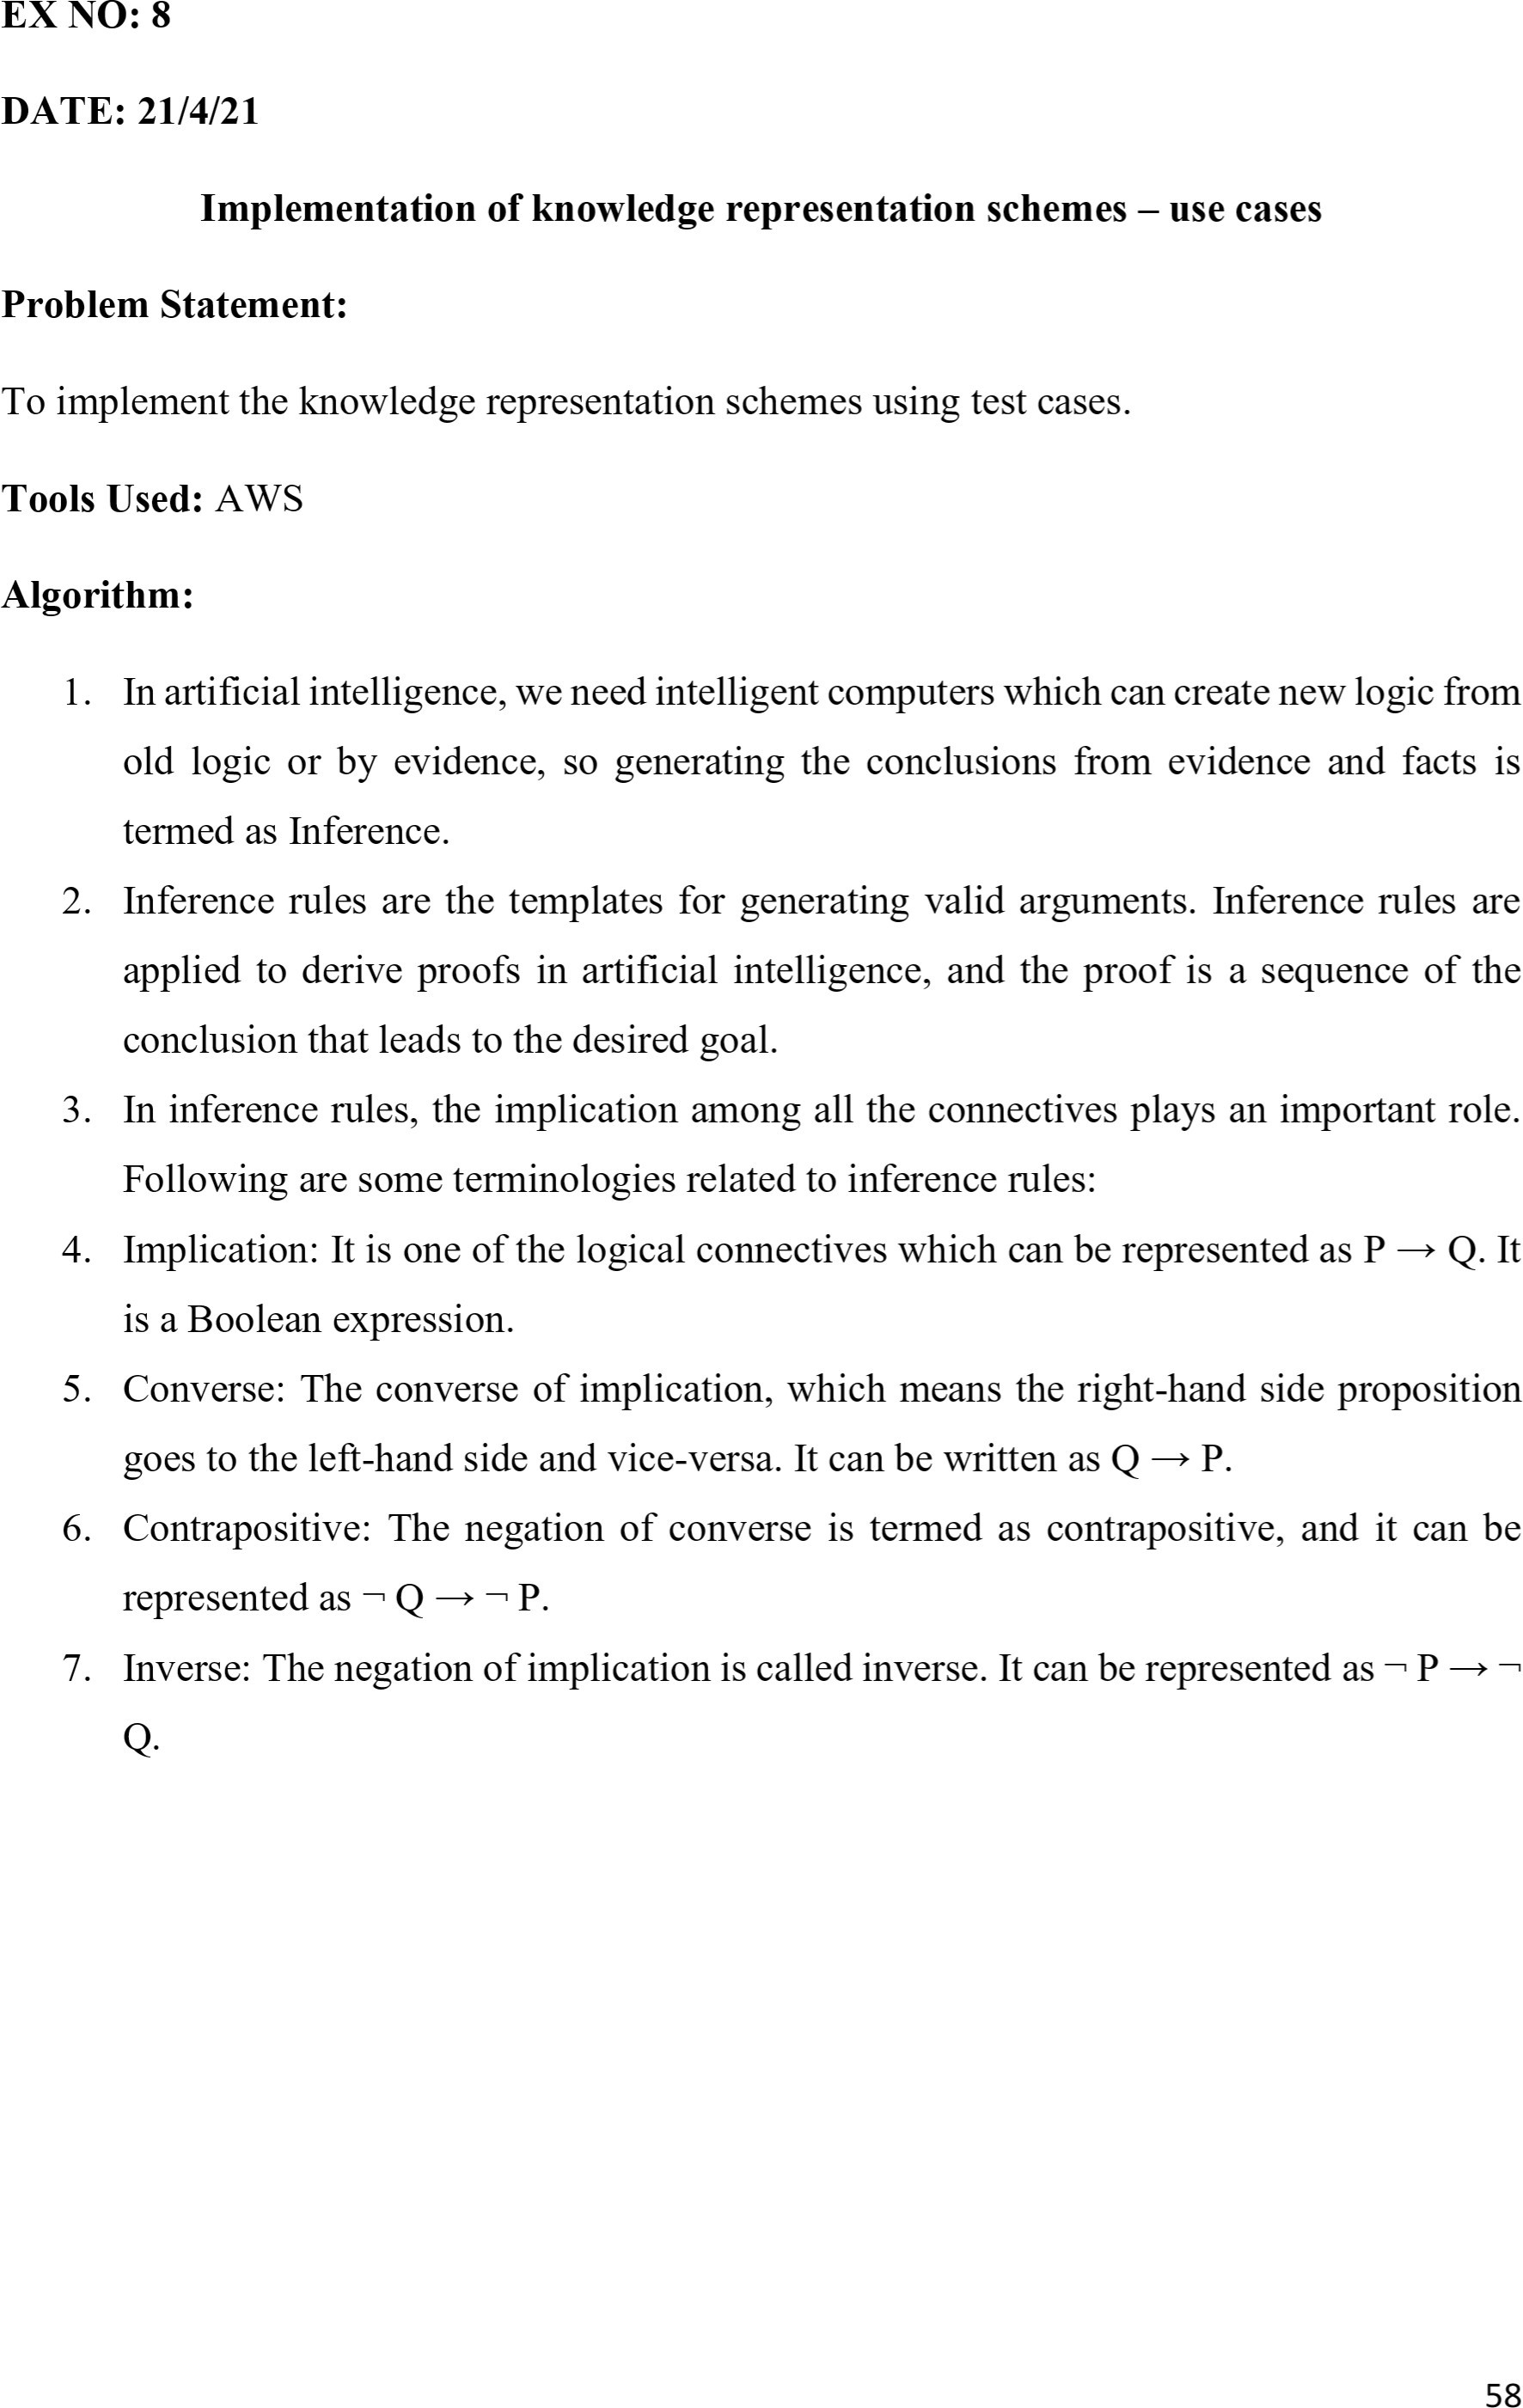 EX NO: 8
DATE: 21/4/21
Implementation of knowledge representation schemes – use cases
Problem Statement:
To implement the knowledge representation schemes using test cases.
Tools Used: AWS
Algorithm:
1. In artificial intelligence, we need intelligent computers which can create new logic from
old logic or by evidence, so generating the conclusions from evidence and facts is
termed as Inference.
2. Inference rules are the templates for generating valid arguments. Inference rules are
applied to derive proofs in artificial intelligence, and the proof is a sequence of the
conclusion that leads to the desired goal.
3. In inference rules, the implication among all the connectives plays an important role.
Following are some terminologies related to inference rules:
4. Implication: It is one of the logical connectives which can be represented as P → Q. It
is a Boolean expression.
5. Converse: The converse of implication, which means the right-hand side proposition
goes to the left-hand side and vice-versa. It can be written as Q → P.
6. Contrapositive: The negation of converse is termed as contrapositive, and it can be
represented as ¬ Q → ¬ P.
7. Inverse: The negation of implication is called inverse. It can be represented as ¬ P → ¬
Q.
58